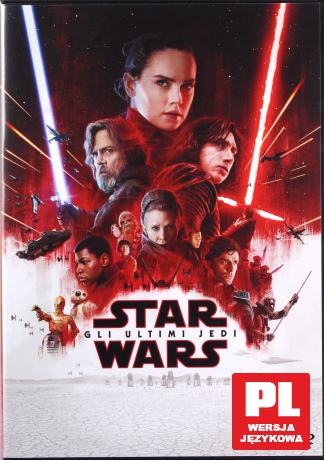 STAR
GLI ULTIMI JEDI
WARS
PL
WERSJA
JĘZYKOWA